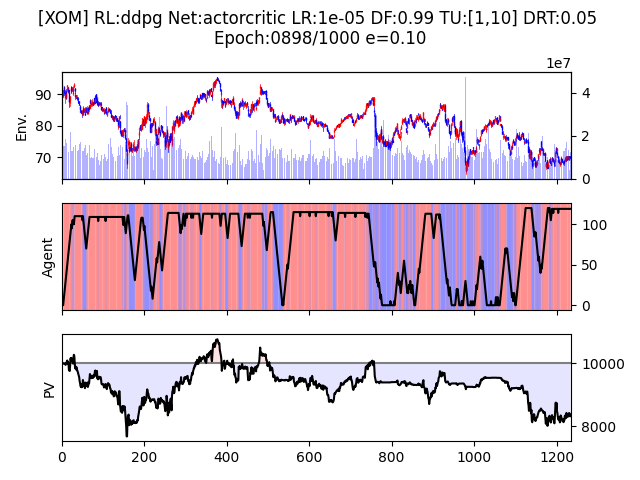 [XOM] RL:ddpg Net:actorcritic LR:1e-05 DF:0.99 TU:[1,10] DRT:0.05
Epoch:0898/1000 e=0.10
1e7
Env.
90
80
70
4
2
0
Agent
100
50
0
PV
10000
8000
0 200 400 600 800 1000 1200